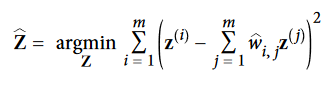 Ẑ = argmin_Z ∑_{i = 1}^{m} (z^{(i)} − ∑_{j = 1}^{m} ŵ_{i, j} z^{(j)})^2